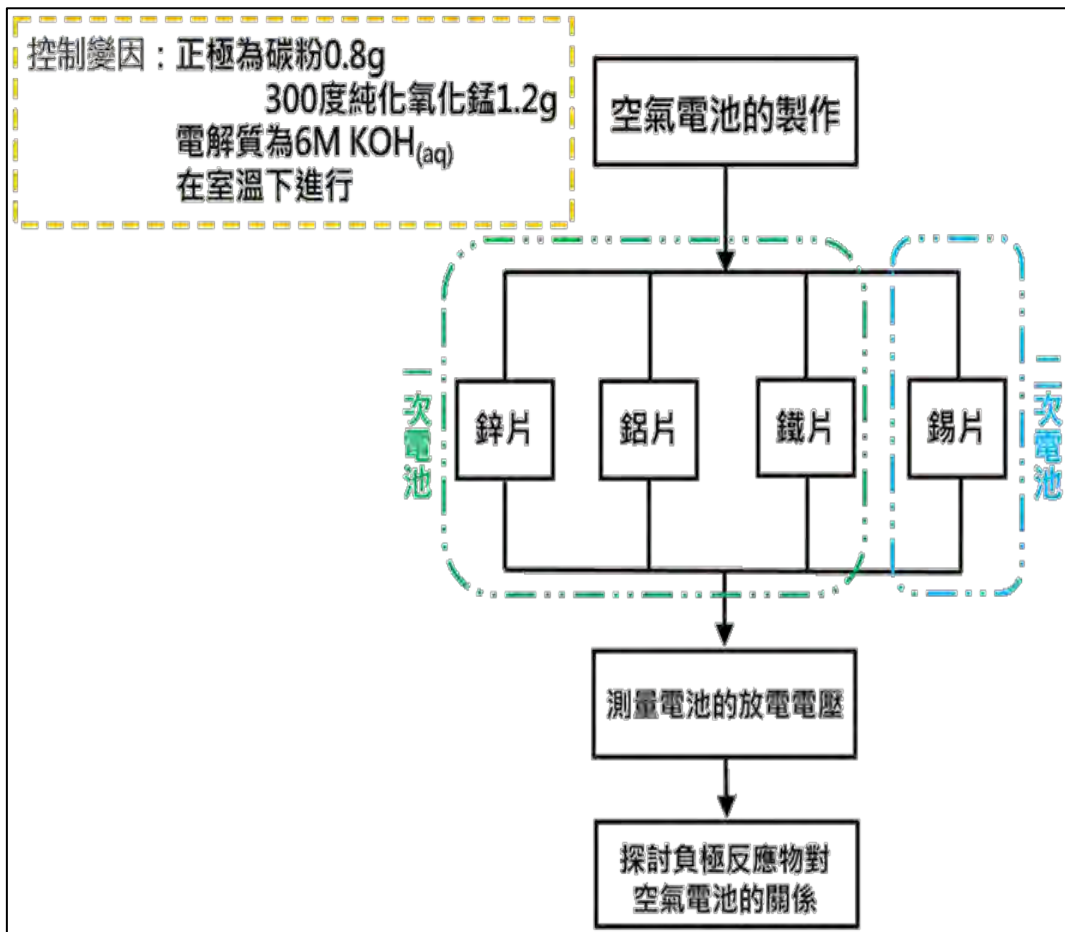 控制變因：正極為碳粉0.8g
300度純化氧化錳1.2g
電解質為6M KOH(aq)
在室溫下進行
空氣電池的製作
一次電池
鋅片
鋁片
鐵片
錫片
二次電池
測量電池的放電電壓
探討負極反應物對
空氣電池的關係